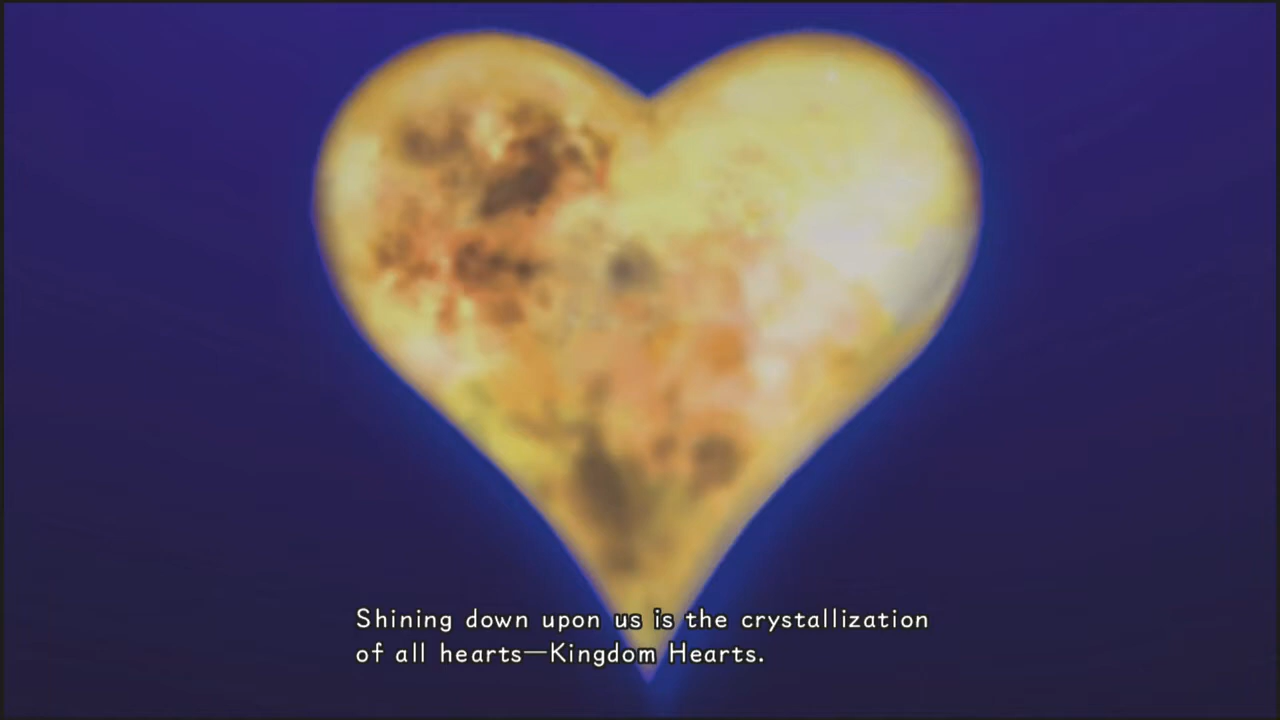 Shining down upon us is the crystallization
of all hearts—Kingdom Hearts.